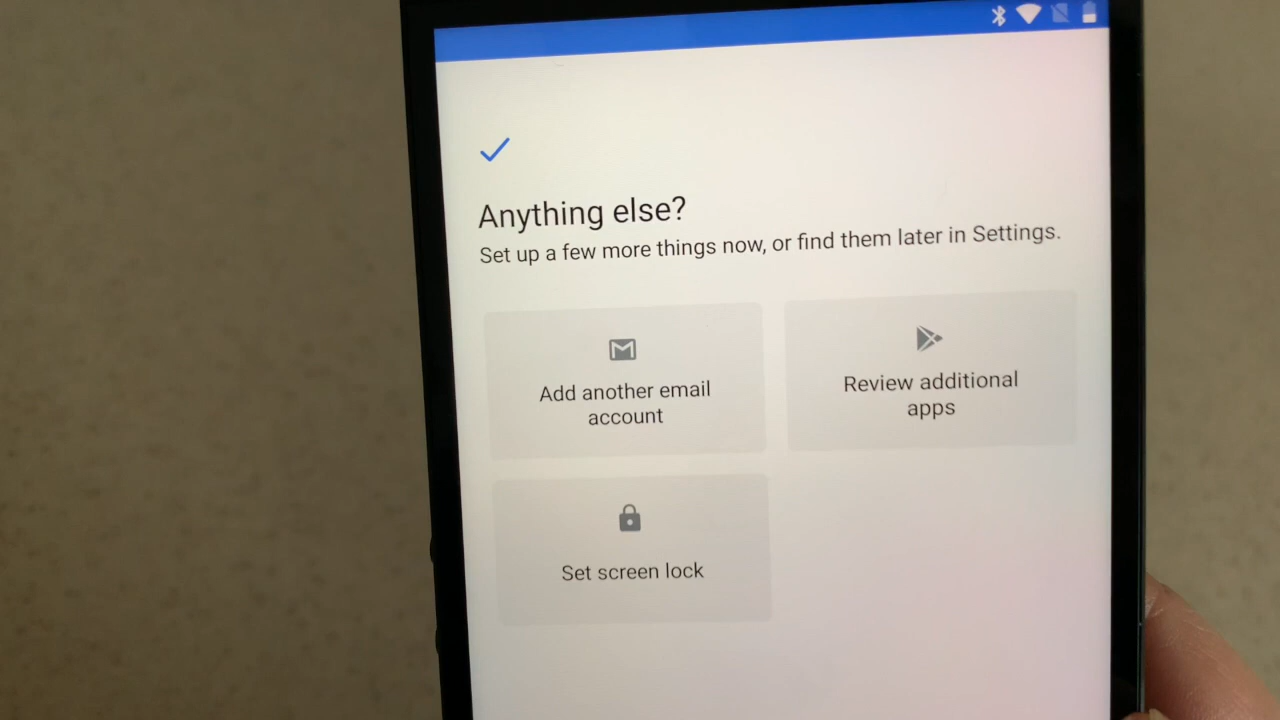 Anything else?
Set up a few more things now, or find them later in Settings.
Add another email
account
Review additional
apps
Set screen lock